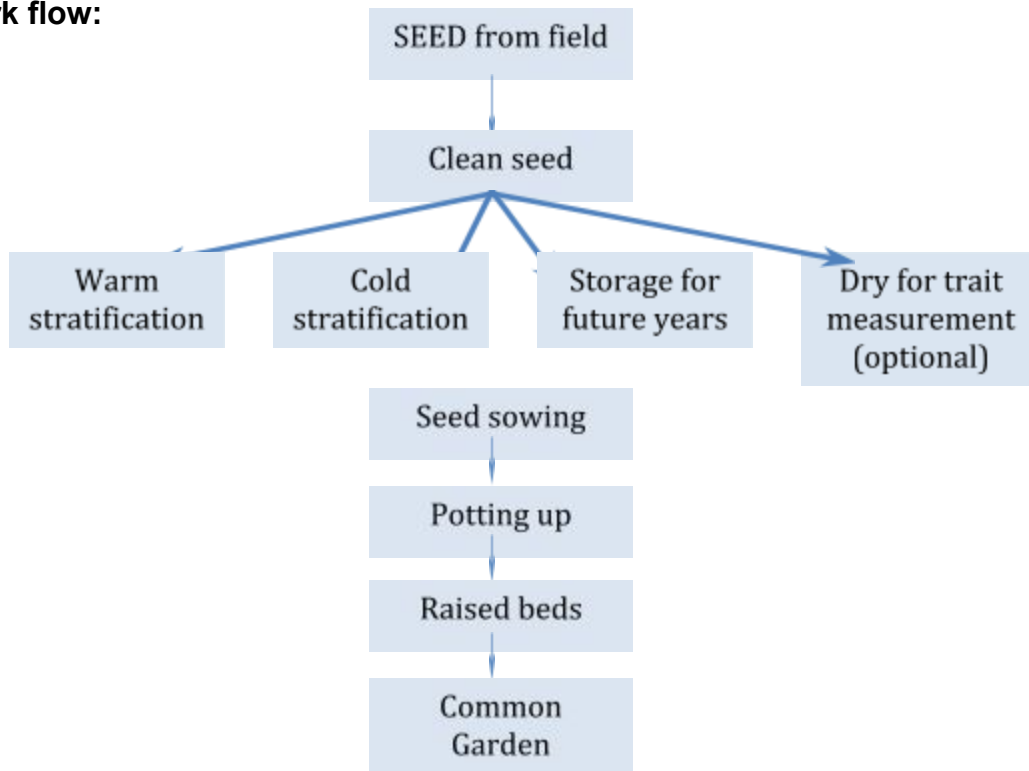 k flow:
SEED from field
Clean seed
Warm
stratification
Cold
stratification
Storage for
future years
Dry for trait
measurement
(optional)
Seed sowing
Potting up
Raised beds
Common
Garden